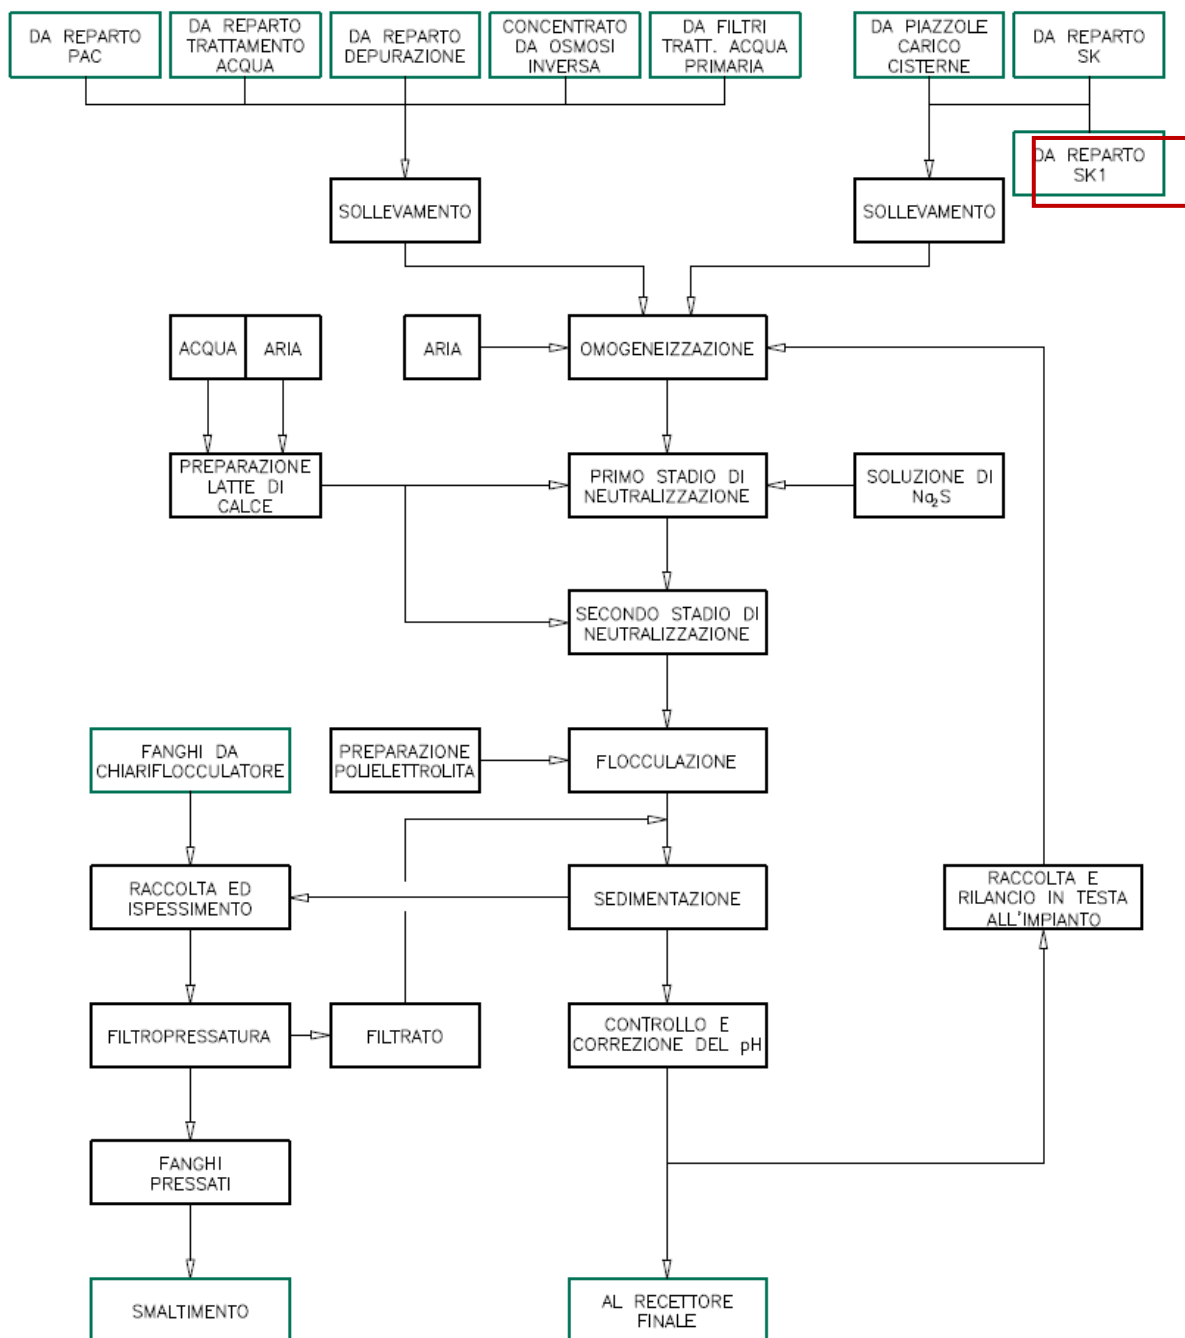 DA REPARTO
PAC
DA REPARTO
TRATTAMENTO
ACQUA
DA REPARTO
DEPURAZIONE
CONCENTRATO
DA OSMOSI
INVERSA
DA FILTRI
TRATT. ACQUA
PRIMARIA
DA PIAZZOLE
CARICO
CISTERNE
DA REPARTO
SK
DA REPARTO
SK1
SOLLEVAMENTO
SOLLEVAMENTO
ACQUA
ARIA
ARIA
OMOGENEIZZAZIONE
PREPARAZIONE
LATTE DI
CALCE
PRIMO STADIO DI
NEUTRALIZZAZIONE
SOLUZIONE DI
Na₂S
SECONDO STADIO DI
NEUTRALIZZAZIONE
FANGHI DA
CHIARIFLOCCULATORE
PREPARAZIONE
POLIELETTROLITA
FLOCCULAZIONE
RACCOLTA ED
ISPESSIMENTO
SEDIMENTAZIONE
RACCOLTA E
RILANCIO IN TESTA
ALL'IMPIANTO
FILTROPRESSATURA
FILTRATO
CONTROLLO E
CORREZIONE DEL pH
FANGHI
PRESSATI
SMALTIMENTO
AL RECETTORE
FINALE